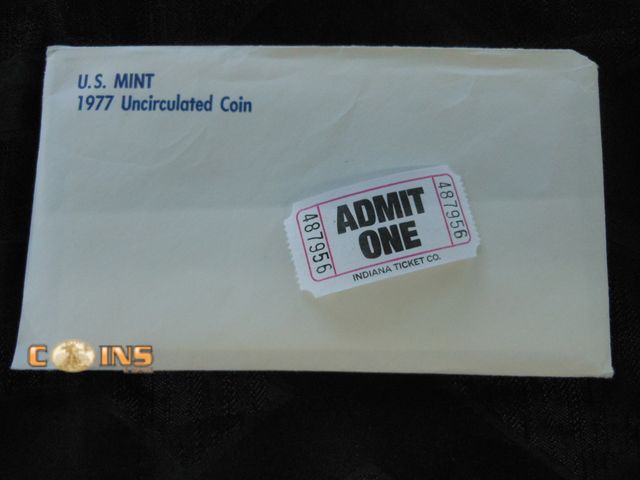 U.S. MINT
1977 Uncirculated Coin
487956
ADMIT
ONE
487956
INDIANA TICKET CO.
COINS